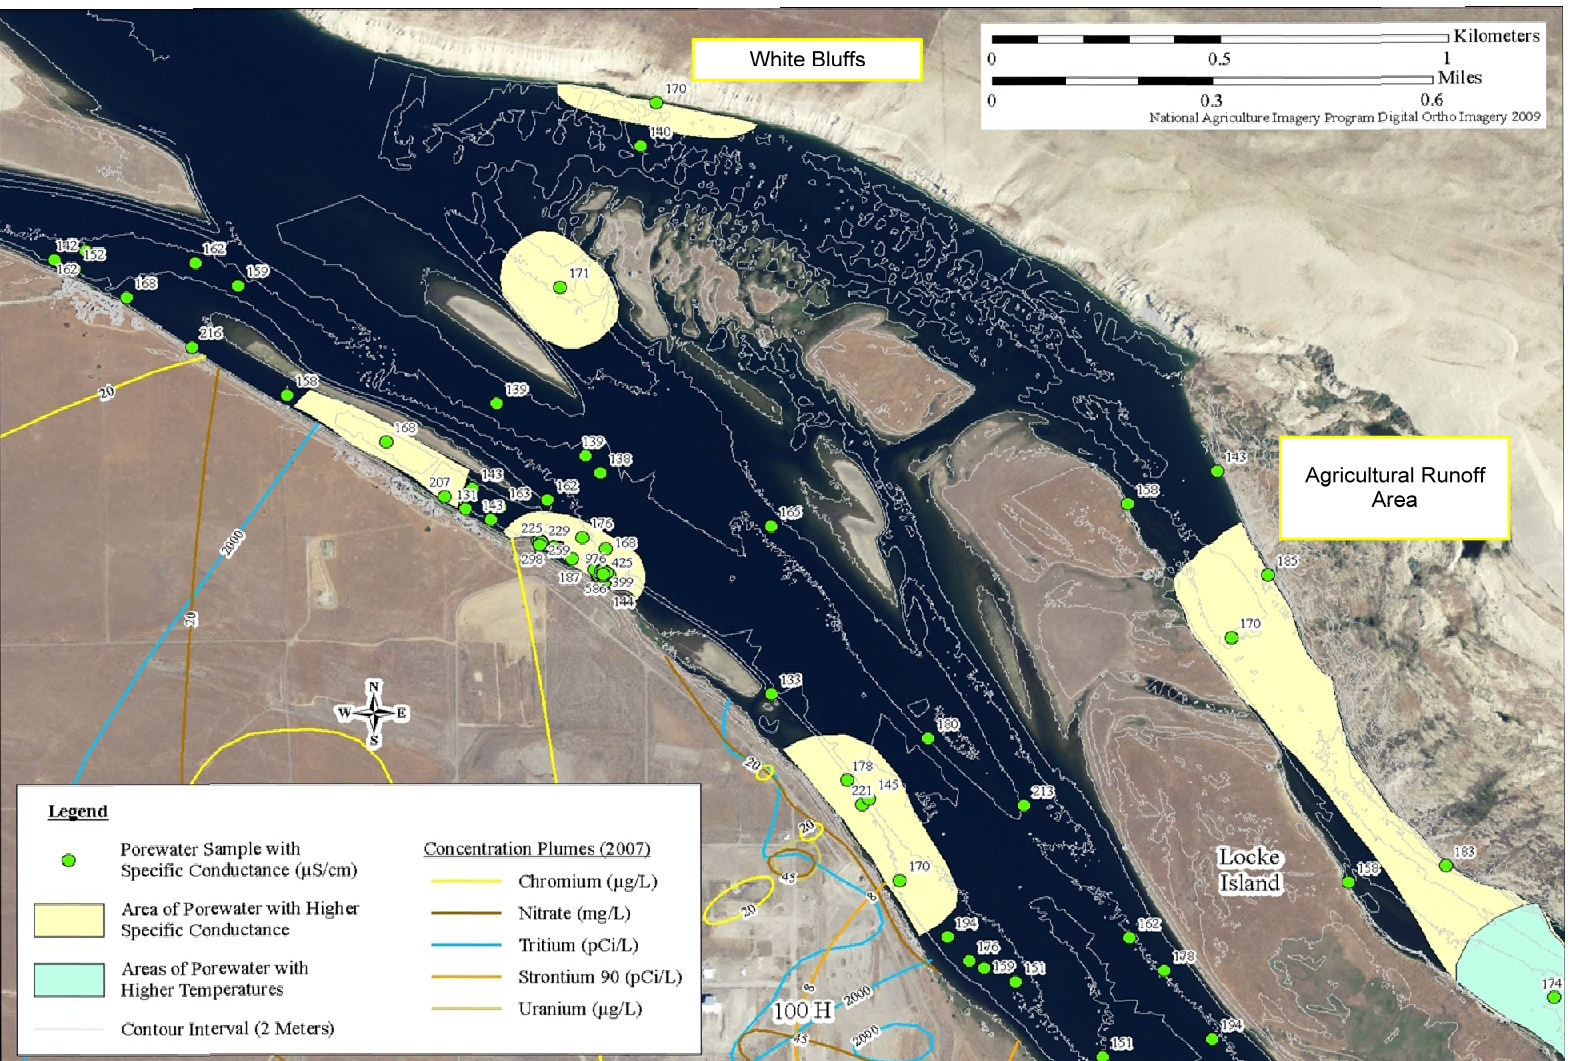 White Bluffs
Kilometers
0 0.5 1
Miles
0 0.3 0.6
National Agriculture Imagery Program Digital Ortho Imagery 2009
170
140
142
152
162
162
159
168
171
216
20
158
139
168
139
138
143
207
131
163
162
143
143
158
165
Agricultural Runoff
Area
225
229
176
168
298
259
976
425
187
586
399
144
185
170
2000
20
N
W E
S
133
180
20
178
145
221
213
20
45
170
8
20
Locke
Island
158
183
194
176
159
151
162
178
174
8
2000
100 H
45
2000
151
194
Legend
Porewater Sample with
Specific Conductance (µS/cm)
Area of Porewater with Higher
Specific Conductance
Areas of Porewater with
Higher Temperatures
Contour Interval (2 Meters)
Concentration Plumes (2007)
Chromium (µg/L)
Nitrate (mg/L)
Tritium (pCi/L)
Strontium 90 (pCi/L)
Uranium (µg/L)